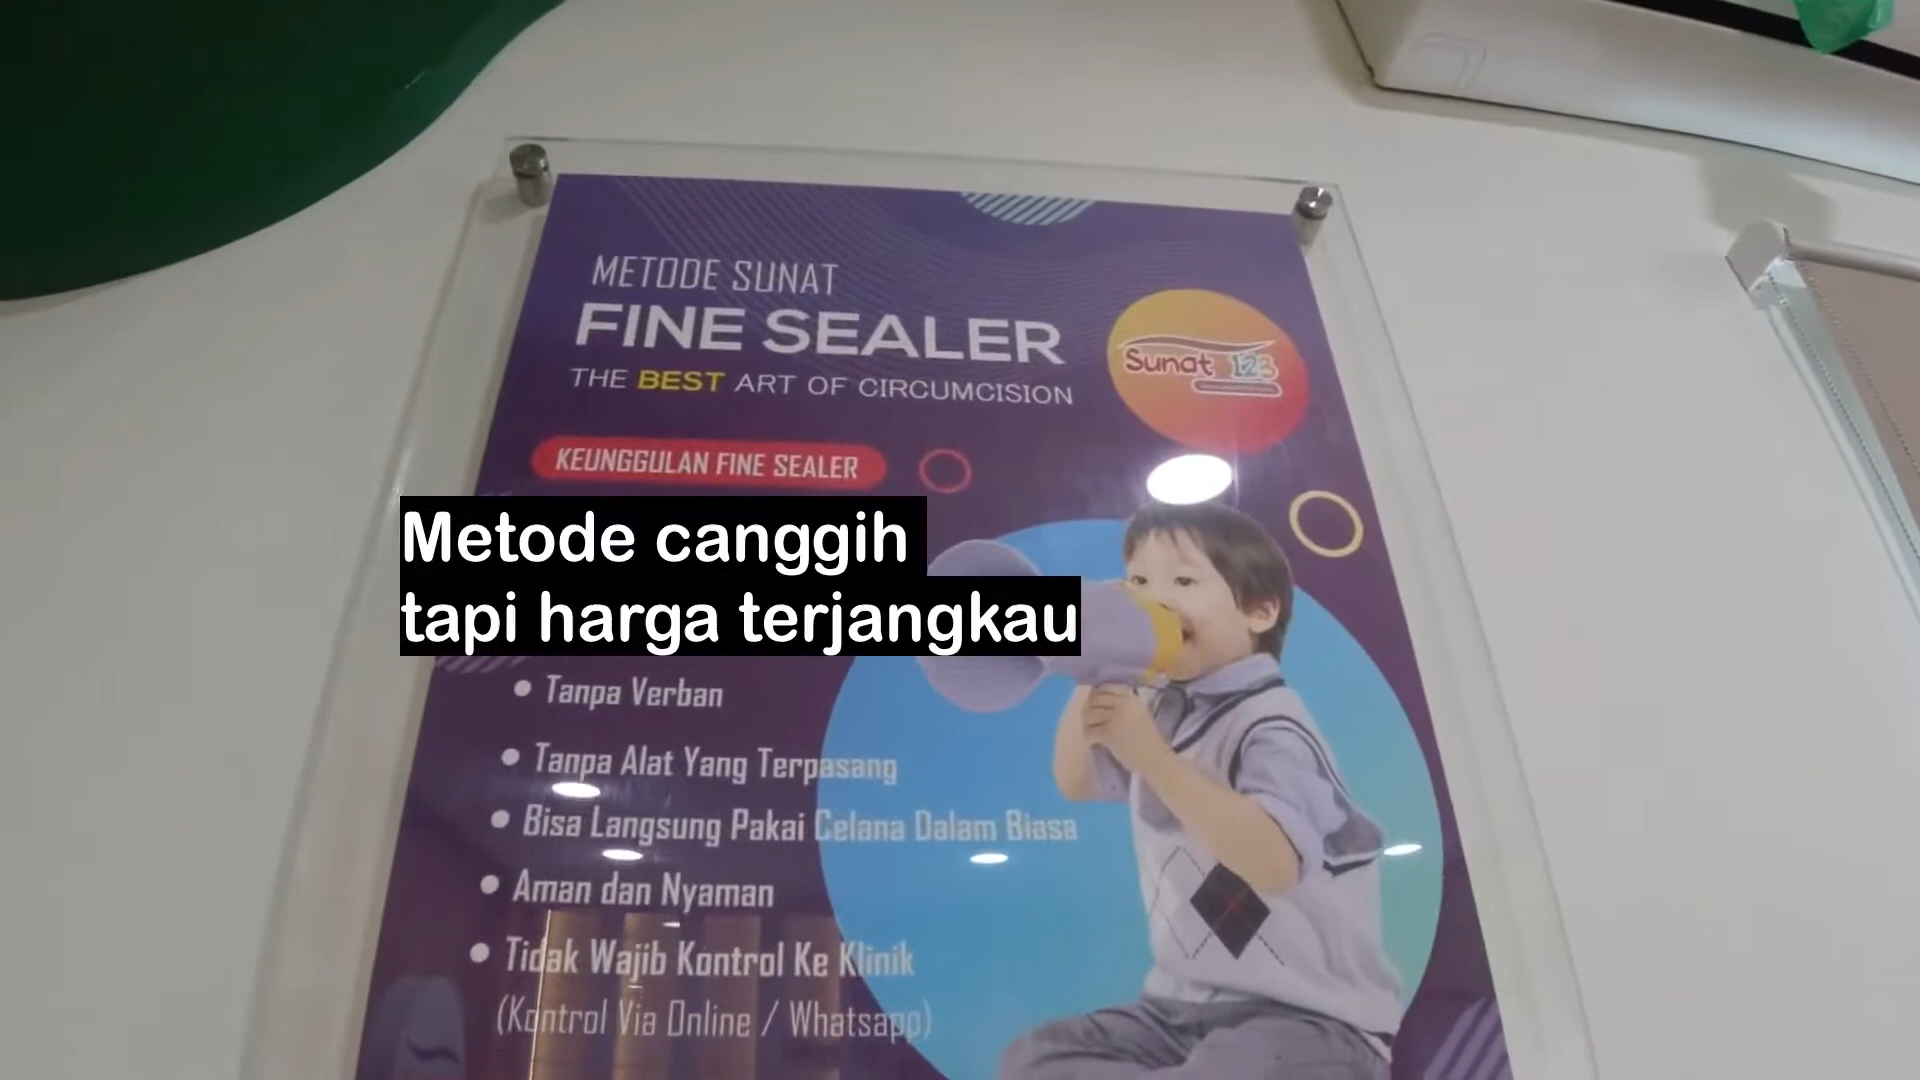 METODE SUNAT
FINE SEALER
THE BEST ART OF CIRCUMCISION
Sunat 123
KEUNGGULAN FINE SEALER
Metode canggih
tapi harga terjangkau
Tanpa Verban
Tanpa Alat Yang Terpasang
Bisa Langsung Pakai Celana Dalam Biasa
Aman dan Nyaman
Tidak Wajib Kontrol Ke Klinik
(Kontrol Via Online / Whatsapp)